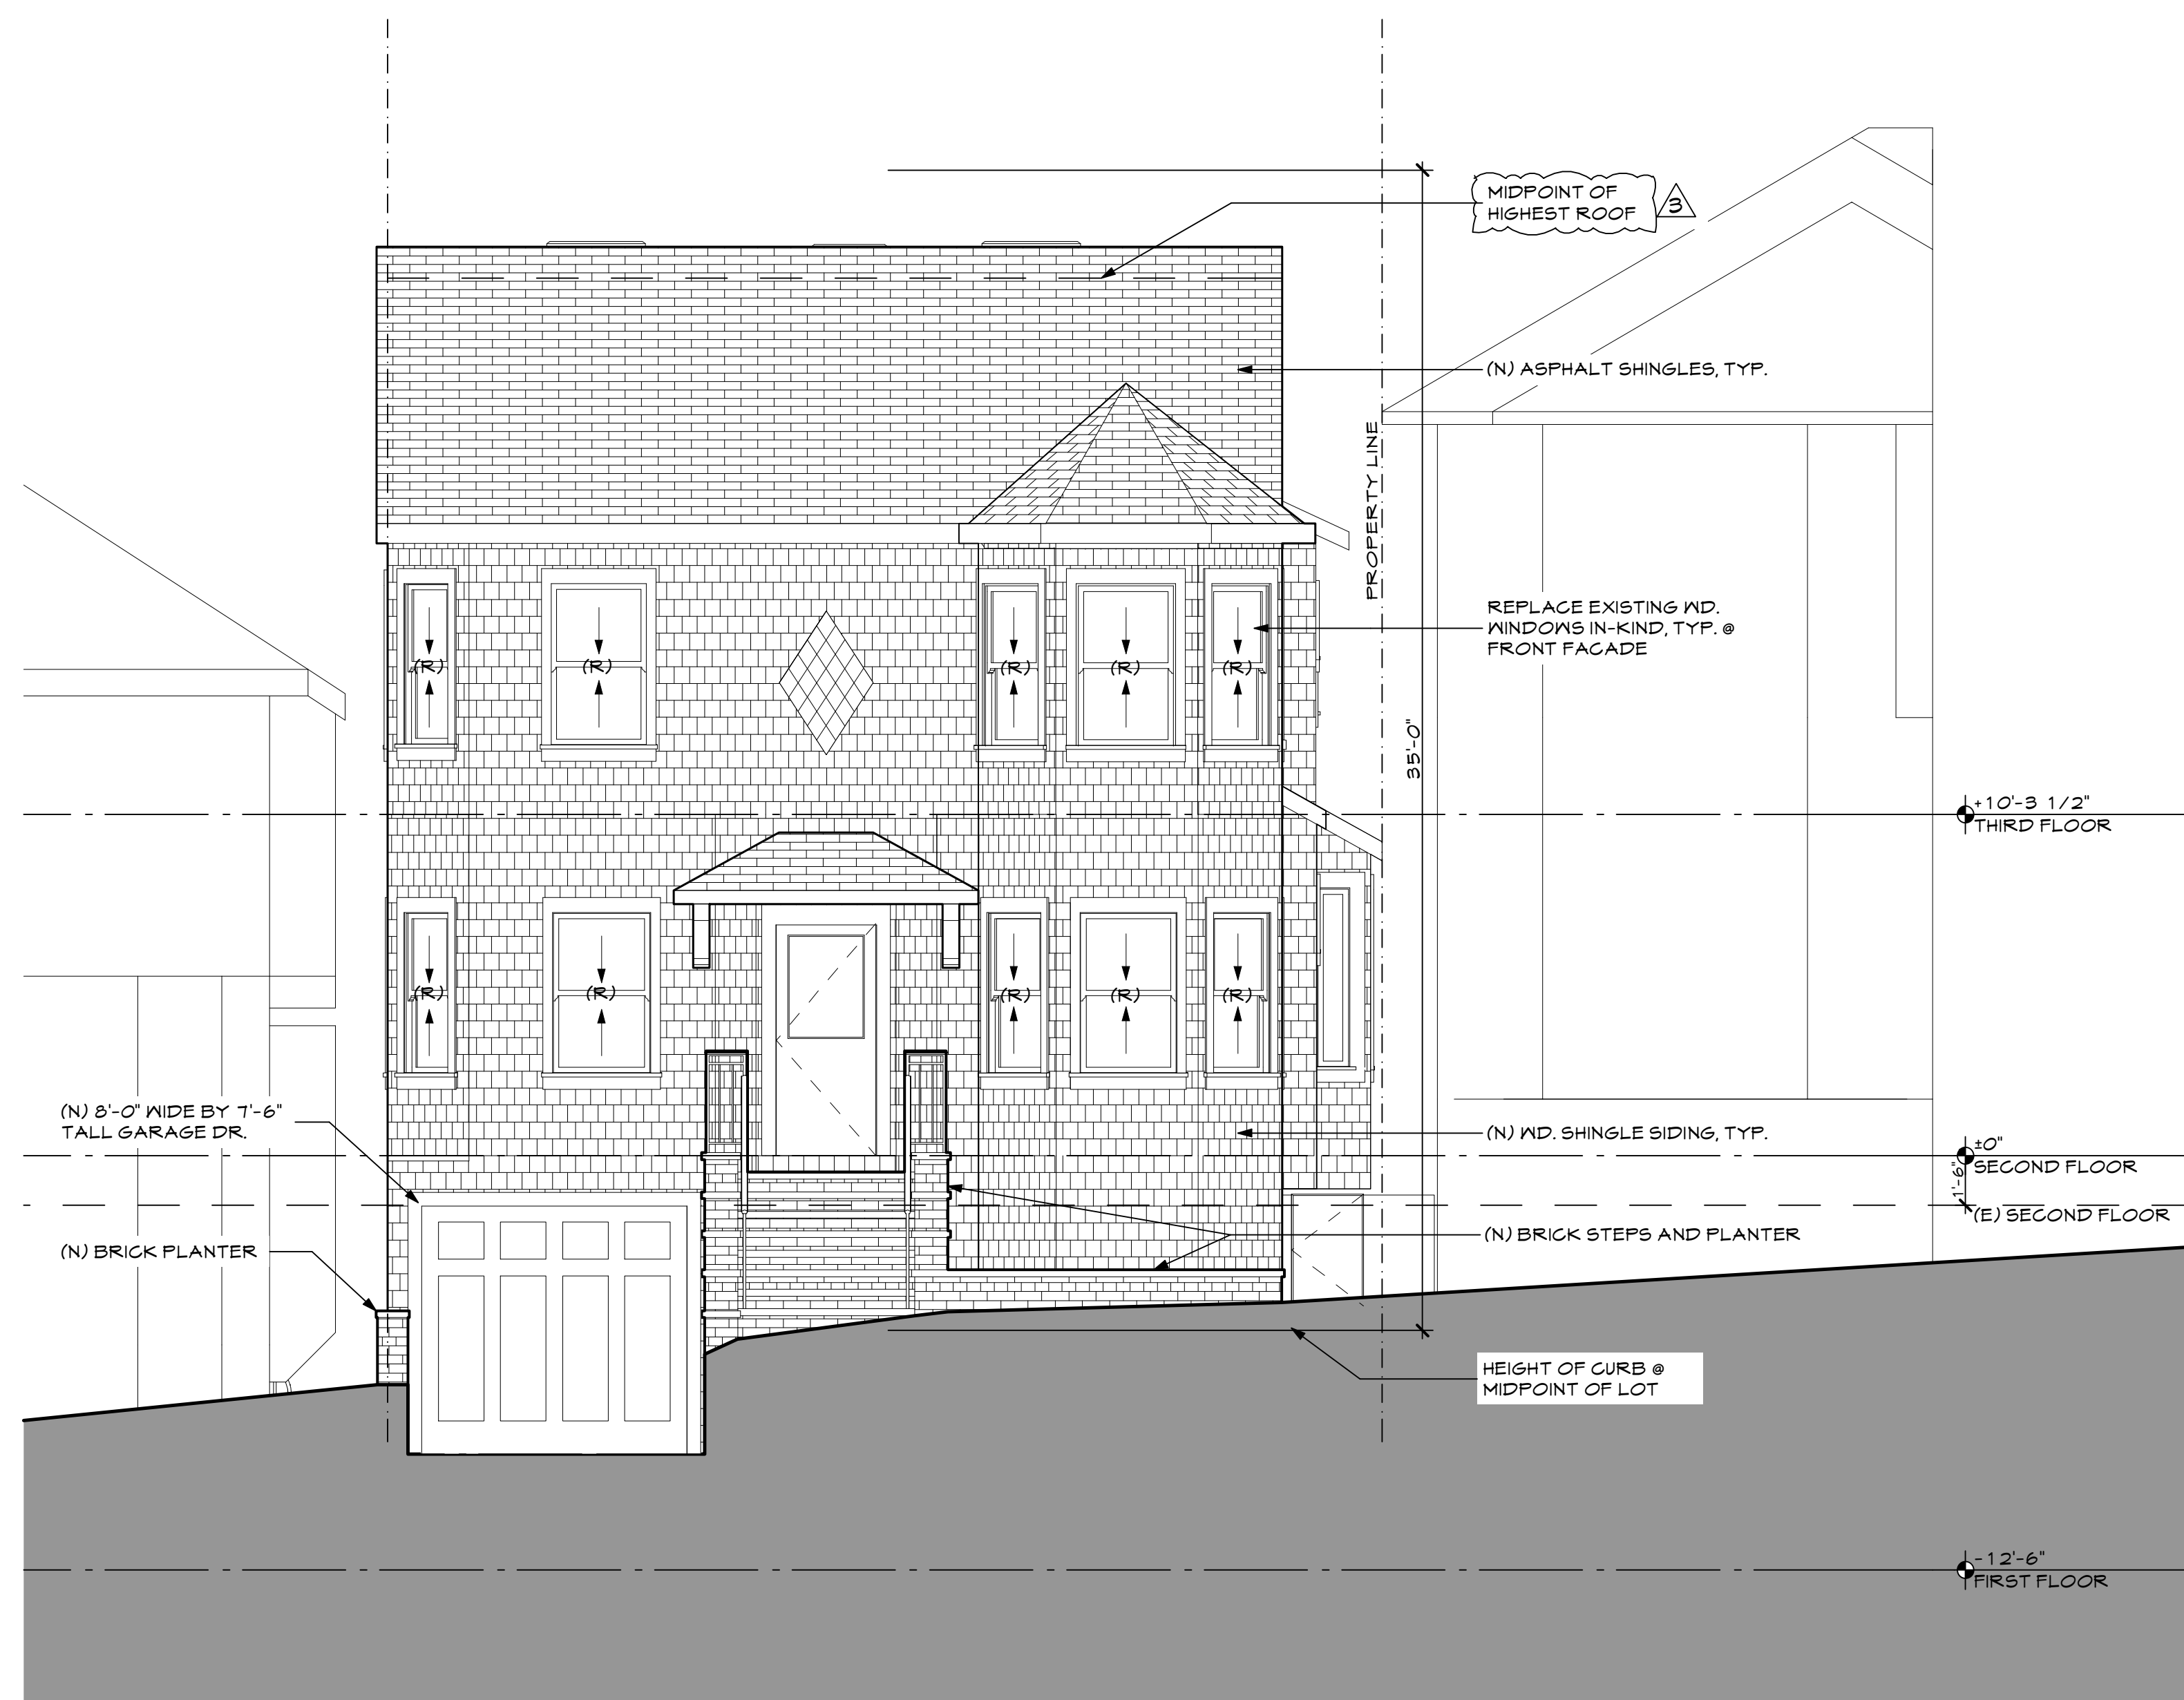 MIDPOINT OF
HIGHEST ROOF
3
(N) ASPHALT SHINGLES, TYP.
PROPERTY LINE
REPLACE EXISTING WD.
WINDOWS IN-KIND, TYP. @
FRONT FACADE
(R)
(R)
(R)
(R)
(R)
35'-0"
+10'-3 1/2"
THIRD FLOOR
(R)
(R)
(R)
(R)
(R)
(N) 8'-0" WIDE BY 7'-6"
TALL GARAGE DR.
(N) WD. SHINGLE SIDING, TYP.
±0"
SECOND FLOOR
1'-6"
(E) SECOND FLOOR
(N) BRICK STEPS AND PLANTER
(N) BRICK PLANTER
HEIGHT OF CURB @
MIDPOINT OF LOT
-12'-6"
FIRST FLOOR